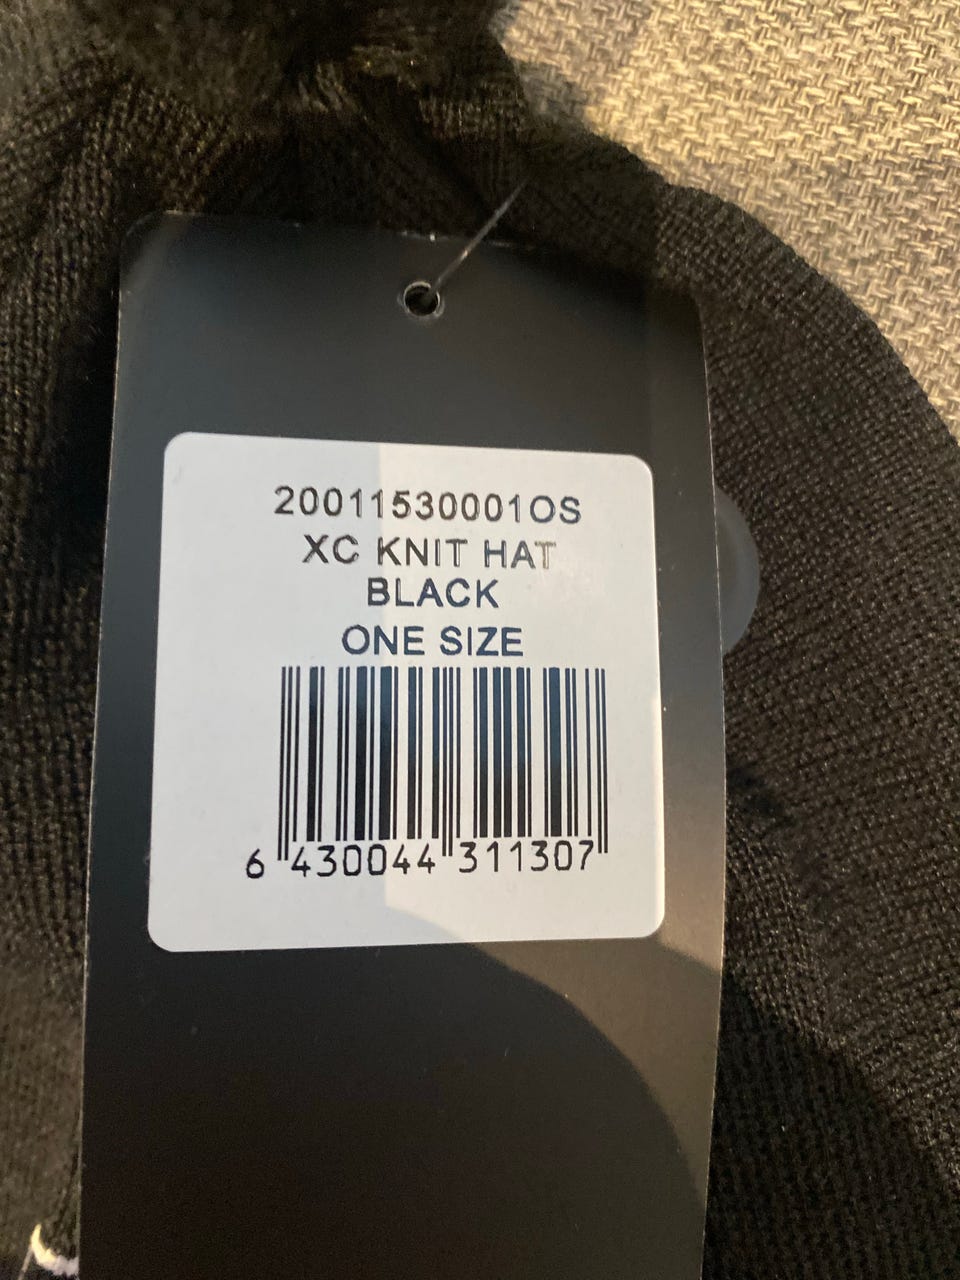 20011530001OS
XC KNIT HAT
BLACK
ONE SIZE
6 430044 311307